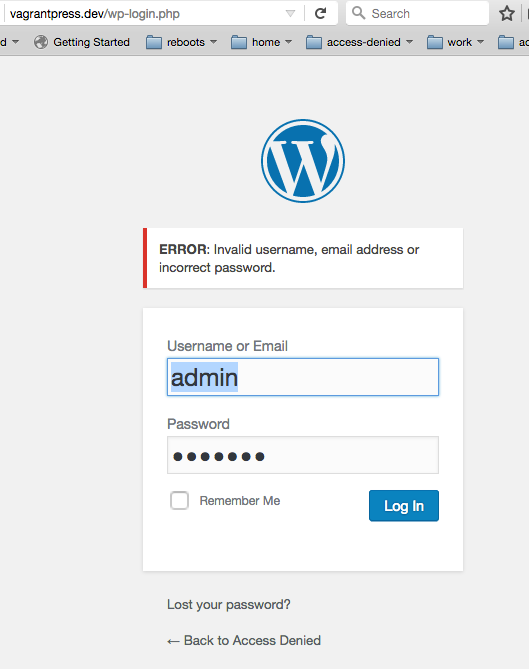 vagrantpress.dev/wp-login.php Search
d Getting Started reboots home access-denied work
ERROR: Invalid username, email address or
incorrect password.
Username or Email
admin
Password
Remember Me Log In
Lost your password?
← Back to Access Denied